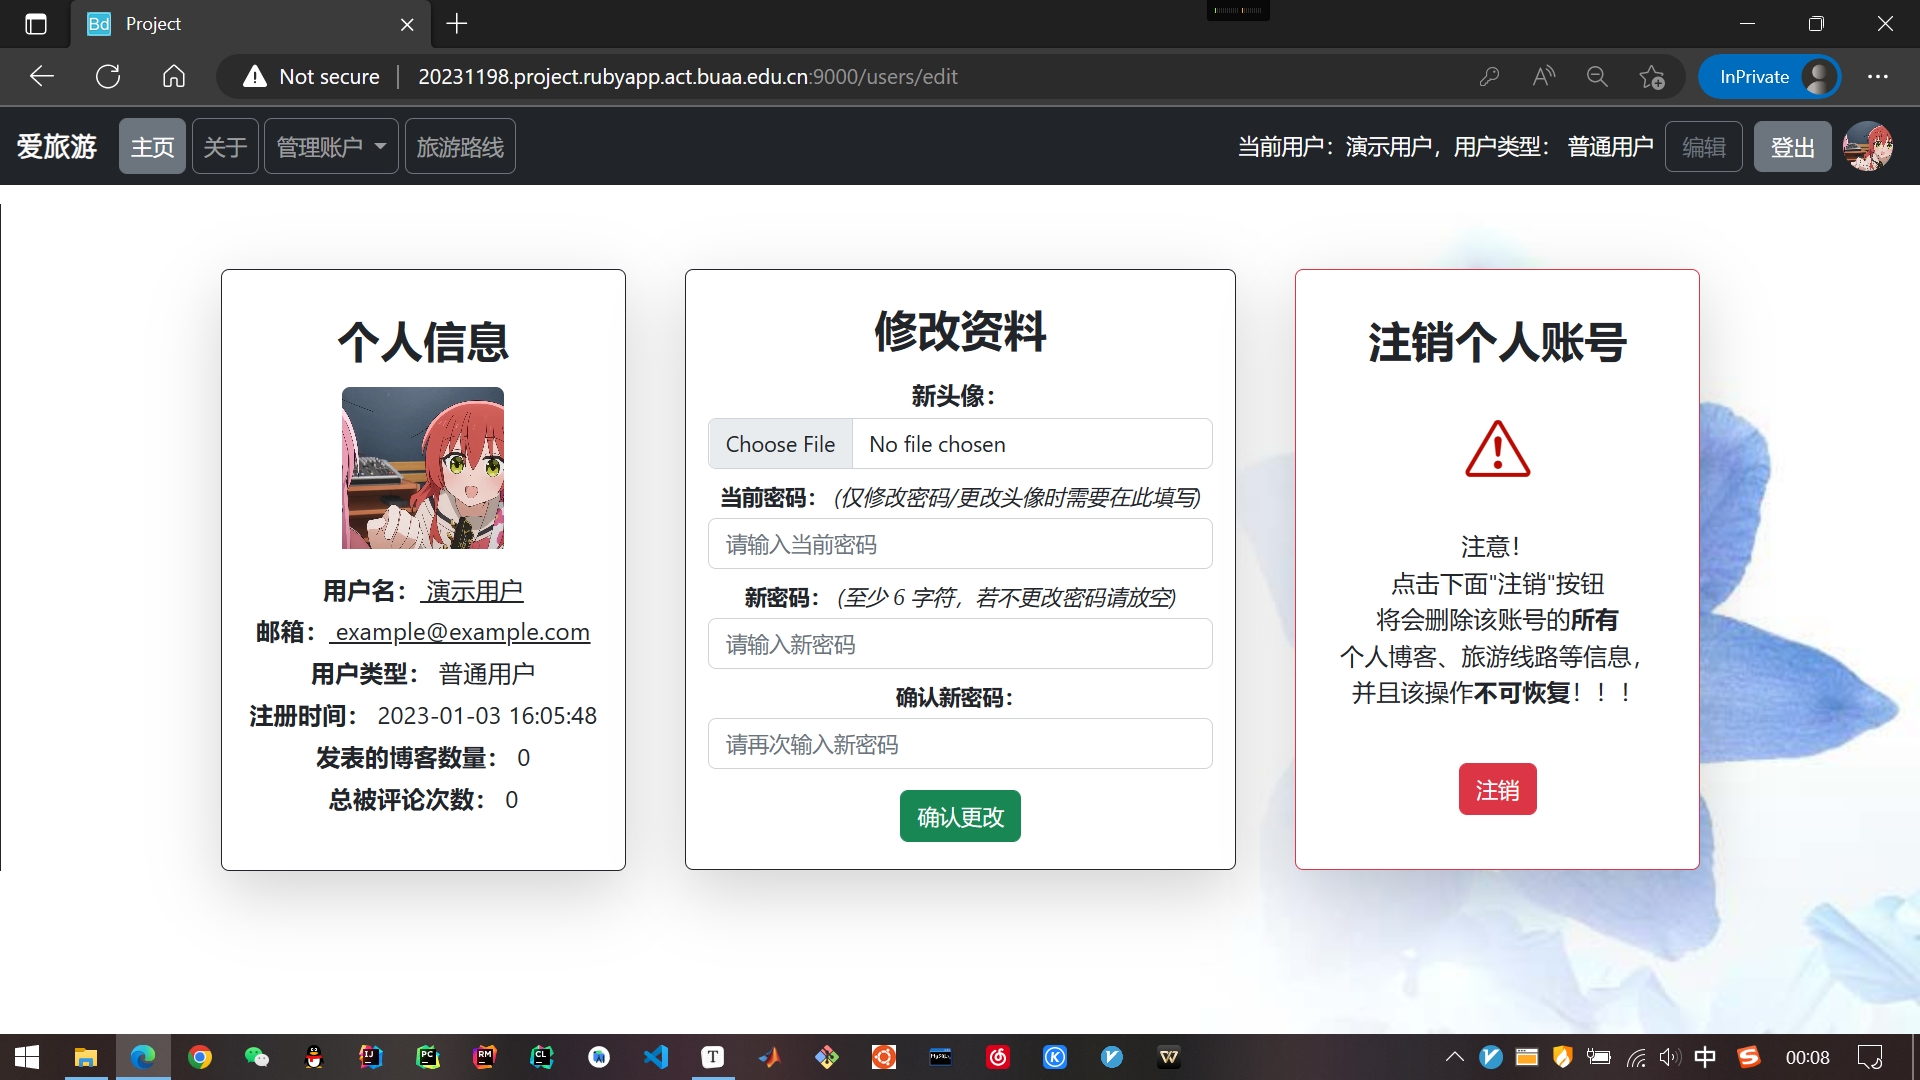 Bd Project
Not secure
20231198.project.rubyapp.act.buaa.edu.cn:9000/users/edit
InPrivate
爱旅游
主页
关于
管理账户
旅游路线
当前用户：演示用户，用户类型： 普通用户
编辑
登出
个人信息
用户名： 演示用户
邮箱： example@example.com
用户类型： 普通用户
注册时间： 2023-01-03 16:05:48
发表的博客数量： 0
总被评论次数： 0
修改资料
新头像：
Choose File No file chosen
当前密码： (仅修改密码/更改头像时需要在此填写)
请输入当前密码
新密码： (至少 6 字符，若不更改密码请放空)
请输入新密码
确认新密码：
请再次输入新密码
确认更改
注销个人账号
注意！
点击下面"注销"按钮
将会删除该账号的所有
个人博客、旅游线路等信息，
并且该操作不可恢复！！！
注销
中
00:08